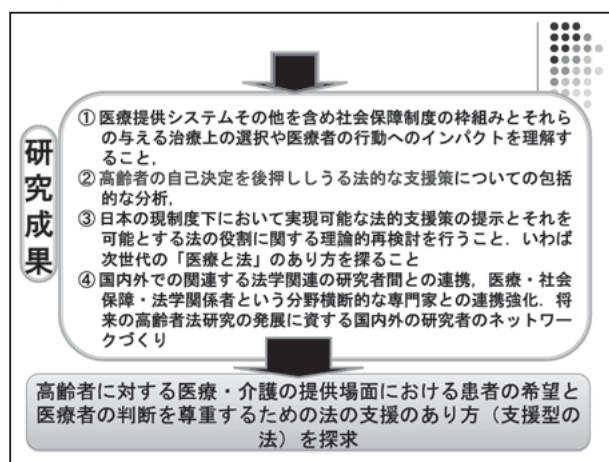 研究成果
① 医療提供システムその他を含め社会保障制度の枠組みとそれら
の与える治療上の選択や医療者の行動へのインパクトを理解す
ること，
② 高齢者の自己決定を後押ししうる法的な支援策についての包括
的な分析，
③ 日本の現制度下において実現可能な法的支援策の提示とそれを
可能とする法の役割に関する理論的再検討を行うこと．いわば
次世代の「医療と法」のあり方を探ること
④ 国内外での関連する法学関連の研究者間との連携，医療・社会
保障・法学関係者という分野横断的な専門家との連携強化．将
来の高齢者法研究の発展に資する国内外の研究者のネットワー
クづくり
高齢者に対する医療・介護の提供場面における患者の希望と
医療者の判断を尊重するための法の支援のあり方（支援型の
法）を探求